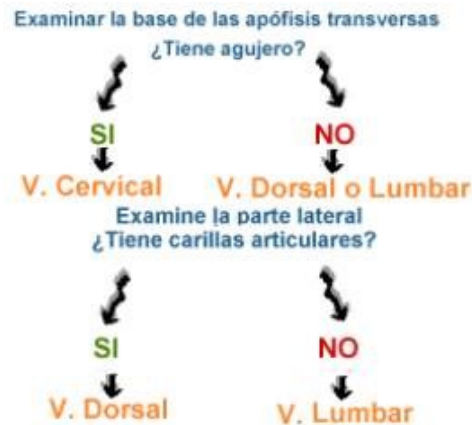 Examinar la base de las apófisis transversas
¿Tiene agujero?
SI NO
V. Cervical V. Dorsal o Lumbar
Examine la parte lateral
¿Tiene carillas articulares?
SI NO
V. Dorsal V. Lumbar